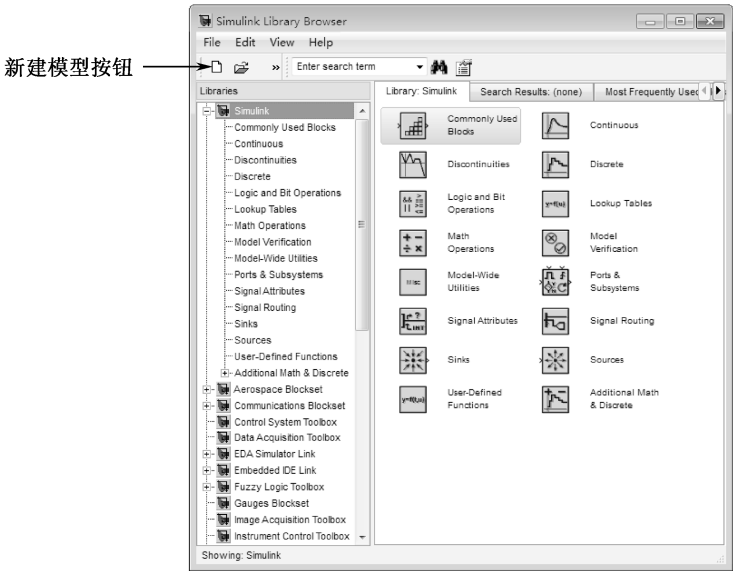 Simulink Library Browser
File Edit View Help
新建模型按钮
» Enter search term
Libraries
Library: Simulink
Search Results: (none)
Most Frequently Used
Simulink
Commonly Used Blocks
Continuous
Discontinuities
Discrete
Logic and Bit Operations
Lookup Tables
Math Operations
Model Verification
Model-Wide Utilities
Ports & Subsystems
Signal Attributes
Signal Routing
Sinks
Sources
User-Defined Functions
Additional Math & Discrete
Aerospace Blockset
Communications Blockset
Control System Toolbox
Data Acquisition Toolbox
EDA Simulator Link
Embedded IDE Link
Fuzzy Logic Toolbox
Gauges Blockset
Image Acquisition Toolbox
Instrument Control Toolbox
Commonly Used
Blocks
Continuous
Discontinuities
Discrete
Logic and Bit
Operations
y=f(u)
Lookup Tables
Math
Operations
Model
Verification
Misc
Model-Wide
Utilities
Ports &
Subsystems
Signal Attributes
Signal Routing
Sinks
Sources
y=f(t,u)
User-Defined
Functions
Additional Math
& Discrete
Showing: Simulink